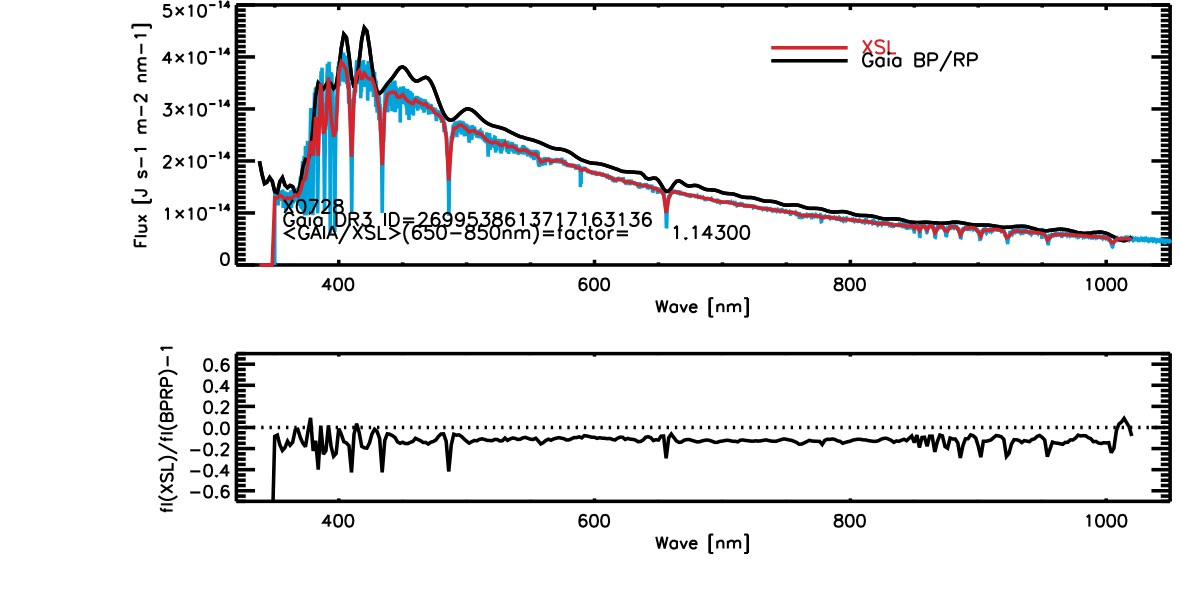 5×10⁻¹⁴
4×10⁻¹⁴
3×10⁻¹⁴
2×10⁻¹⁴
1×10⁻¹⁴
0
Flux [J s−1 m−2 nm−1]
XSL
Gaia BP/RP
X0728
Gaia DR3 ID=2699538613717163136
<GAIA/XSL>(650−850nm)=factor= 1.14300
400 600 800 1000
Wave [nm]
0.6
0.4
0.2
0.0
−0.2
−0.4
−0.6
fl(XSL)/fl(BPRP)−1
400 600 800 1000
Wave [nm]